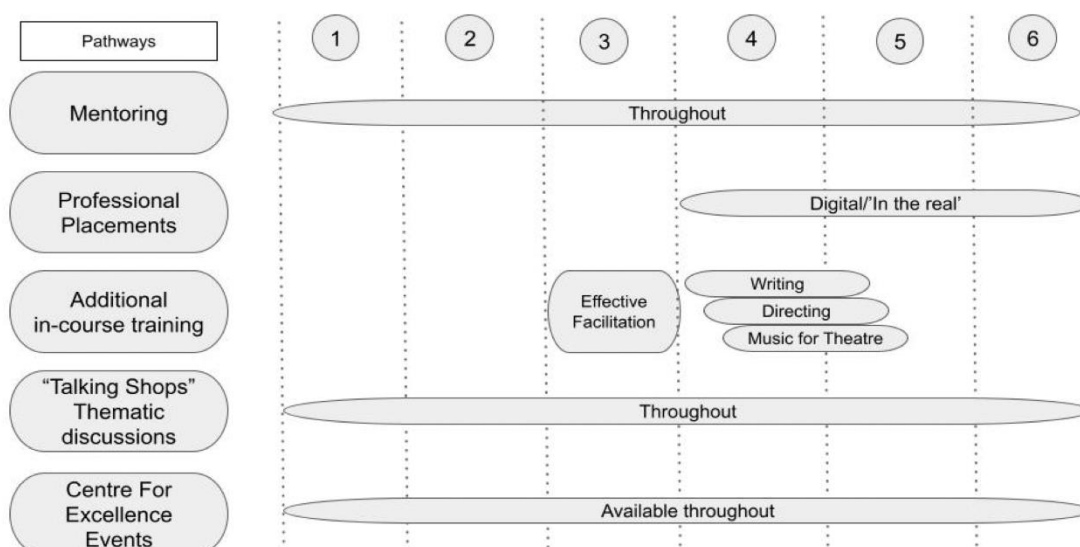 Pathways
1
2
3
4
5
6
Mentoring
Throughout
Professional
Placements
Digital/'In the real'
Additional
in-course training
Effective
Facilitation
Writing
Directing
Music for Theatre
“Talking Shops”
Thematic
discussions
Throughout
Centre For
Excellence
Events
Available throughout